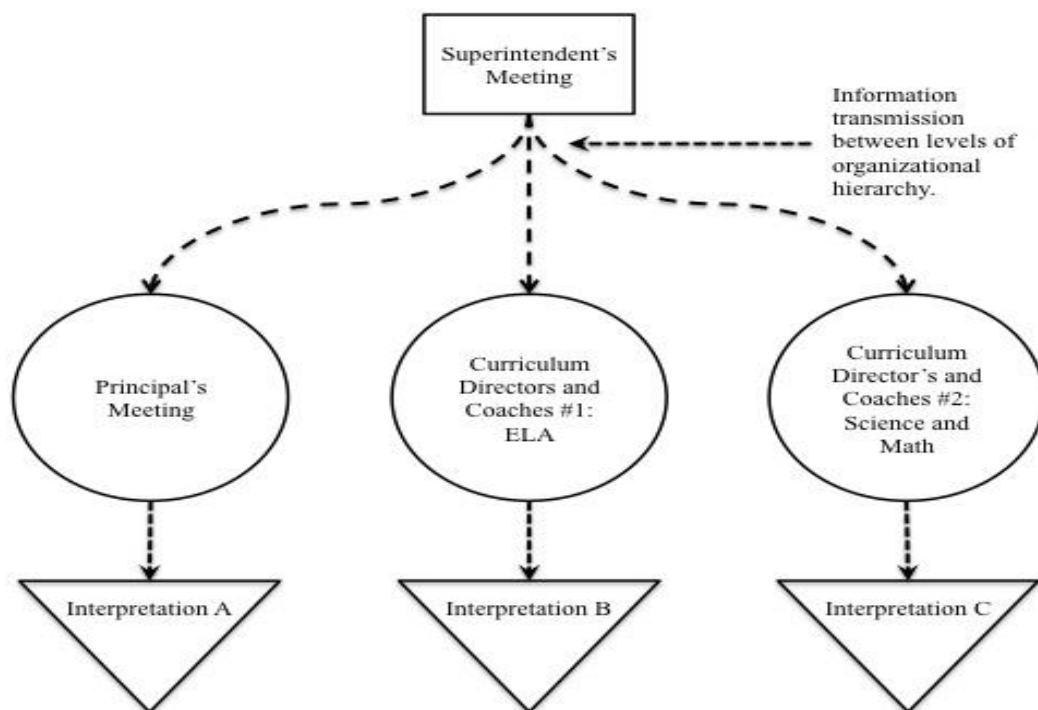 Superintendent's
Meeting
Information
transmission
between levels of
organizational
hierarchy.
Principal's
Meeting
Curriculum
Directors and
Coaches #1:
ELA
Curriculum
Director's and
Coaches #2:
Science and
Math
Interpretation A
Interpretation B
Interpretation C